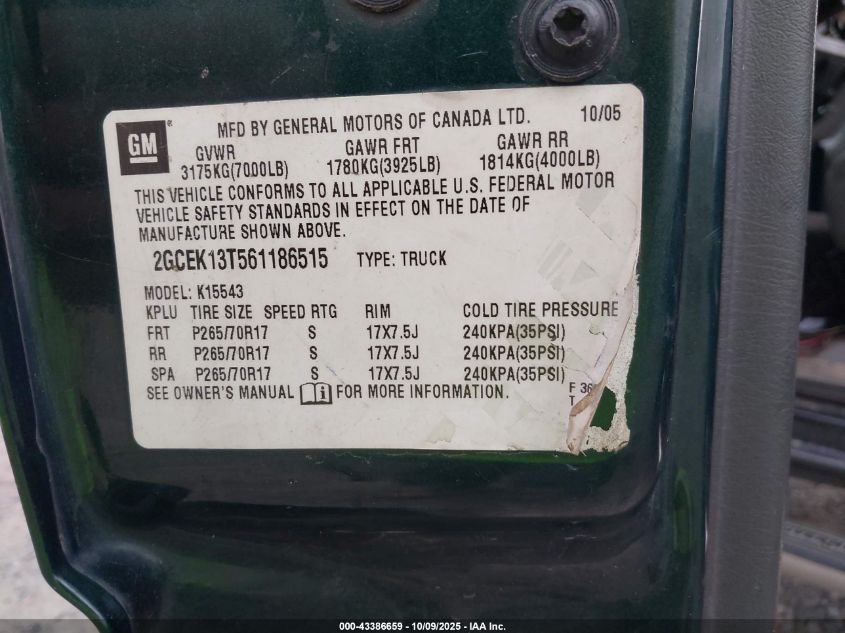 GM ® MFD BY GENERAL MOTORS OF CANADA LTD. 10/05
GVWR GAWR FRT GAWR RR
3175KG(7000LB) 1780KG(3925LB) 1814KG(4000LB)
THIS VEHICLE CONFORMS TO ALL APPLICABLE U.S. FEDERAL MOTOR
VEHICLE SAFETY STANDARDS IN EFFECT ON THE DATE OF
MANUFACTURE SHOWN ABOVE.
2GCEK13T561186515 TYPE: TRUCK
MODEL: K15543
KPLU TIRE SIZE SPEED RTG RIM COLD TIRE PRESSURE
FRT P265/70R17 S 17X7.5J 240KPA(35PSI)
RR P265/70R17 S 17X7.5J 240KPA(35PSI)
SPA P265/70R17 S 17X7.5J 240KPA(35PSI)
SEE OWNER'S MANUAL i FOR MORE INFORMATION.
F
T
000-43386659 - 10/09/2025 - IAA Inc.